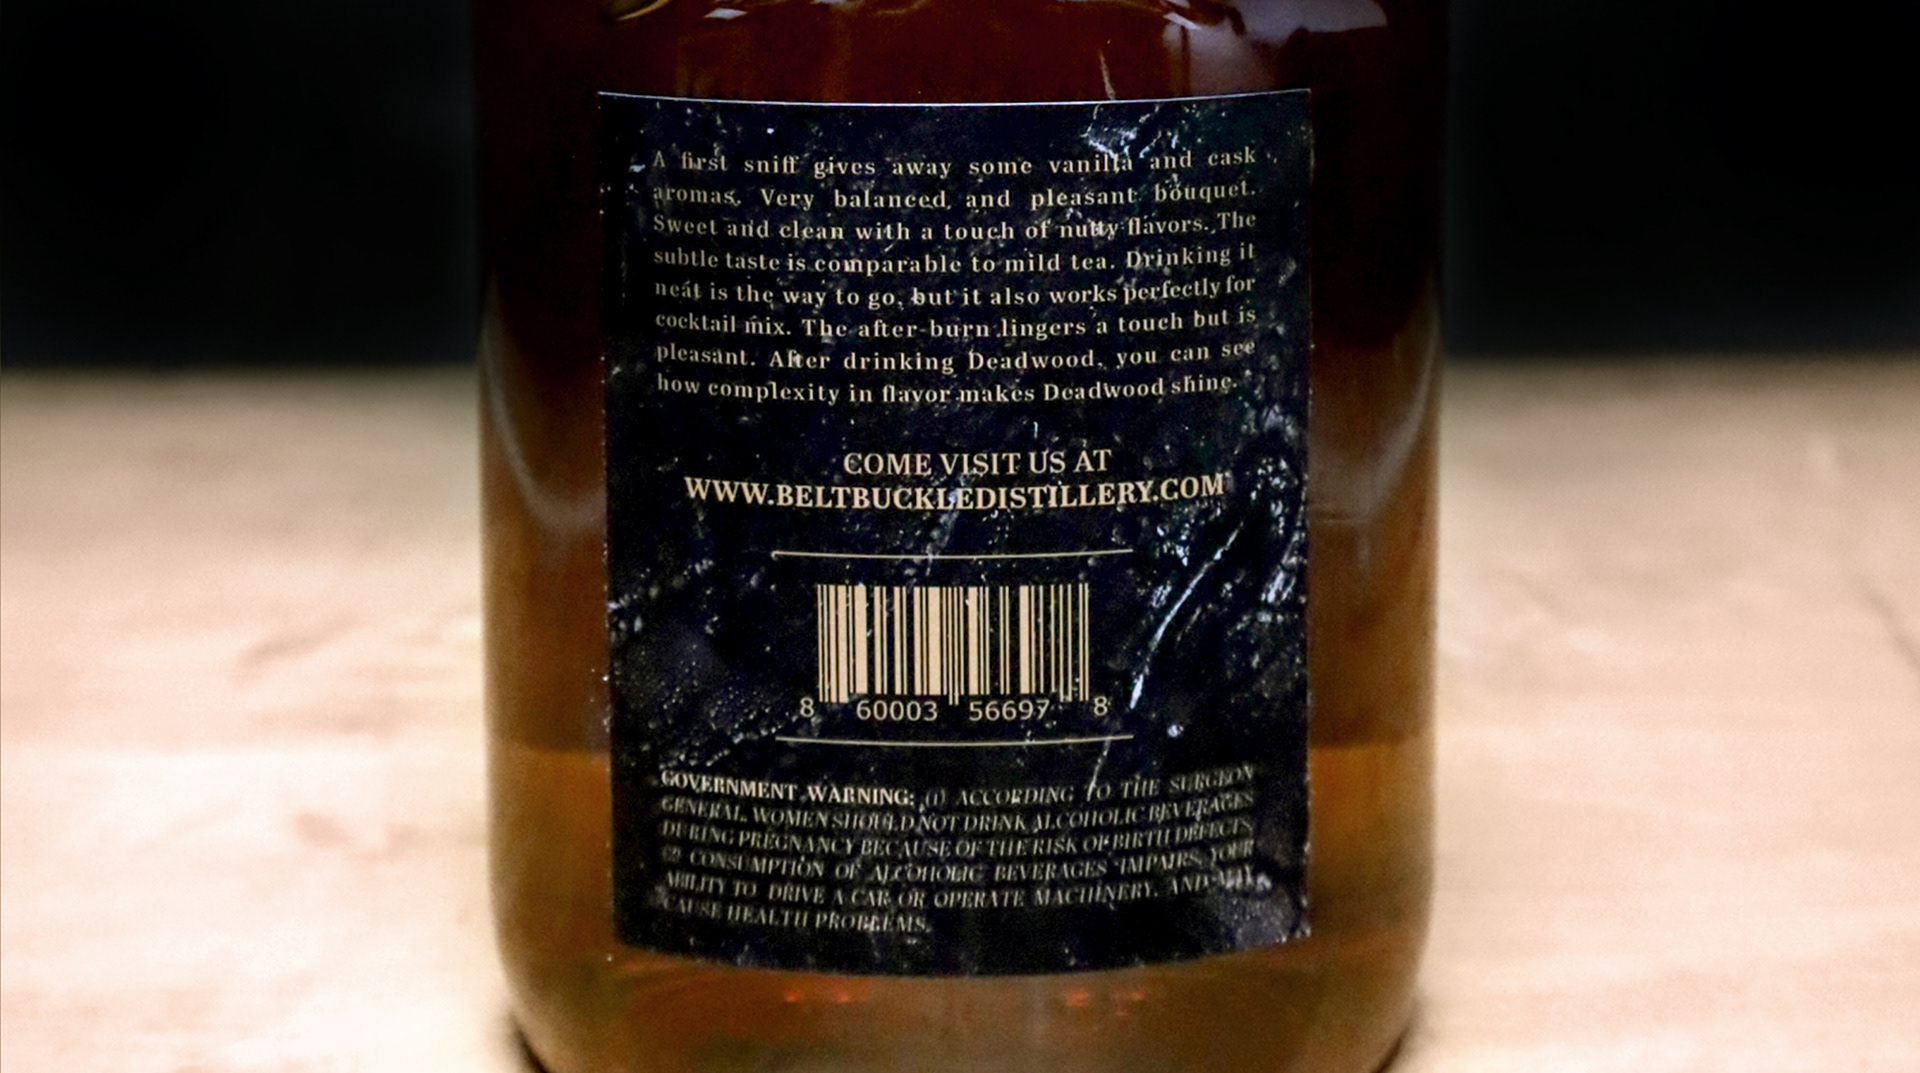 A first sniff gives away some vanilla and cask
aromas. Very balanced and pleasant bouquet.
Sweet and clean with a touch of nutty flavors. The
subtle taste is comparable to mild tea. Drinking it
neat is the way to go, but it also works perfectly for
cocktail mix. The after-burn lingers a touch but is
pleasant. After drinking Deadwood, you can see
how complexity in flavor makes Deadwood shine.
COME VISIT US AT
WWW.BELTBUCKLEDISTILLERY.COM
8 60003 56697 8
GOVERNMENT WARNING: (1) ACCORDING TO THE SURGEON
GENERAL, WOMEN SHOULD NOT DRINK ALCOHOLIC BEVERAGES
DURING PREGNANCY BECAUSE OF THE RISK OF BIRTH DEFECTS.
(2) CONSUMPTION OF ALCOHOLIC BEVERAGES IMPAIRS YOUR
ABILITY TO DRIVE A CAR OR OPERATE MACHINERY, AND MAY
CAUSE HEALTH PROBLEMS.